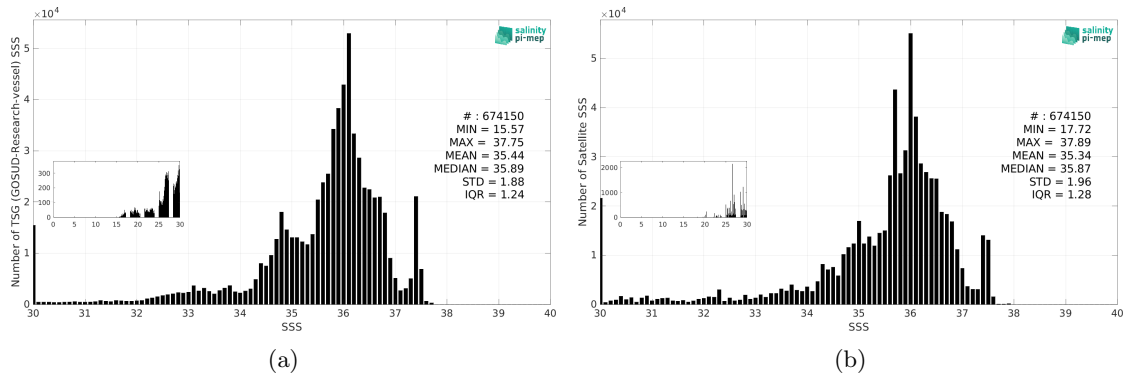 ×10⁴
salinity
pi-mep
Number of TSG (GOSUD-Research-vessel) SSS
5
4
3
2
1
0
# : 674150
MIN = 15.57
MAX = 37.75
MEAN = 35.44
MEDIAN = 35.89
STD = 1.88
IQR = 1.24
300
200
100
0
0 5 10 15 20 25 30
30 31 32 33 34 35 36 37 38 39 40
SSS
(a)
×10⁴
salinity
pi-mep
Number of Satellite SSS
5
4
3
2
1
0
# : 674150
MIN = 17.72
MAX = 37.89
MEAN = 35.34
MEDIAN = 35.87
STD = 1.96
IQR = 1.28
2000
1500
1000
500
0
0 5 10 15 20 25 30
30 31 32 33 34 35 36 37 38 39 40
SSS
(b)